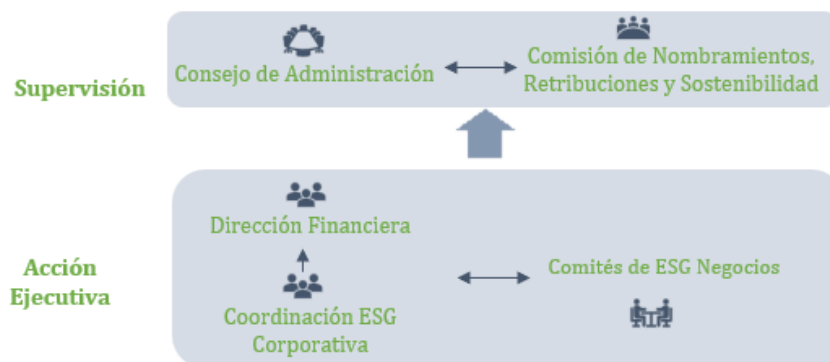 Supervisión
Consejo de Administración
Comisión de Nombramientos,
Retribuciones y Sostenibilidad
Acción
Ejecutiva
Dirección Financiera
Coordinación ESG
Corporativa
Comités de ESG Negocios